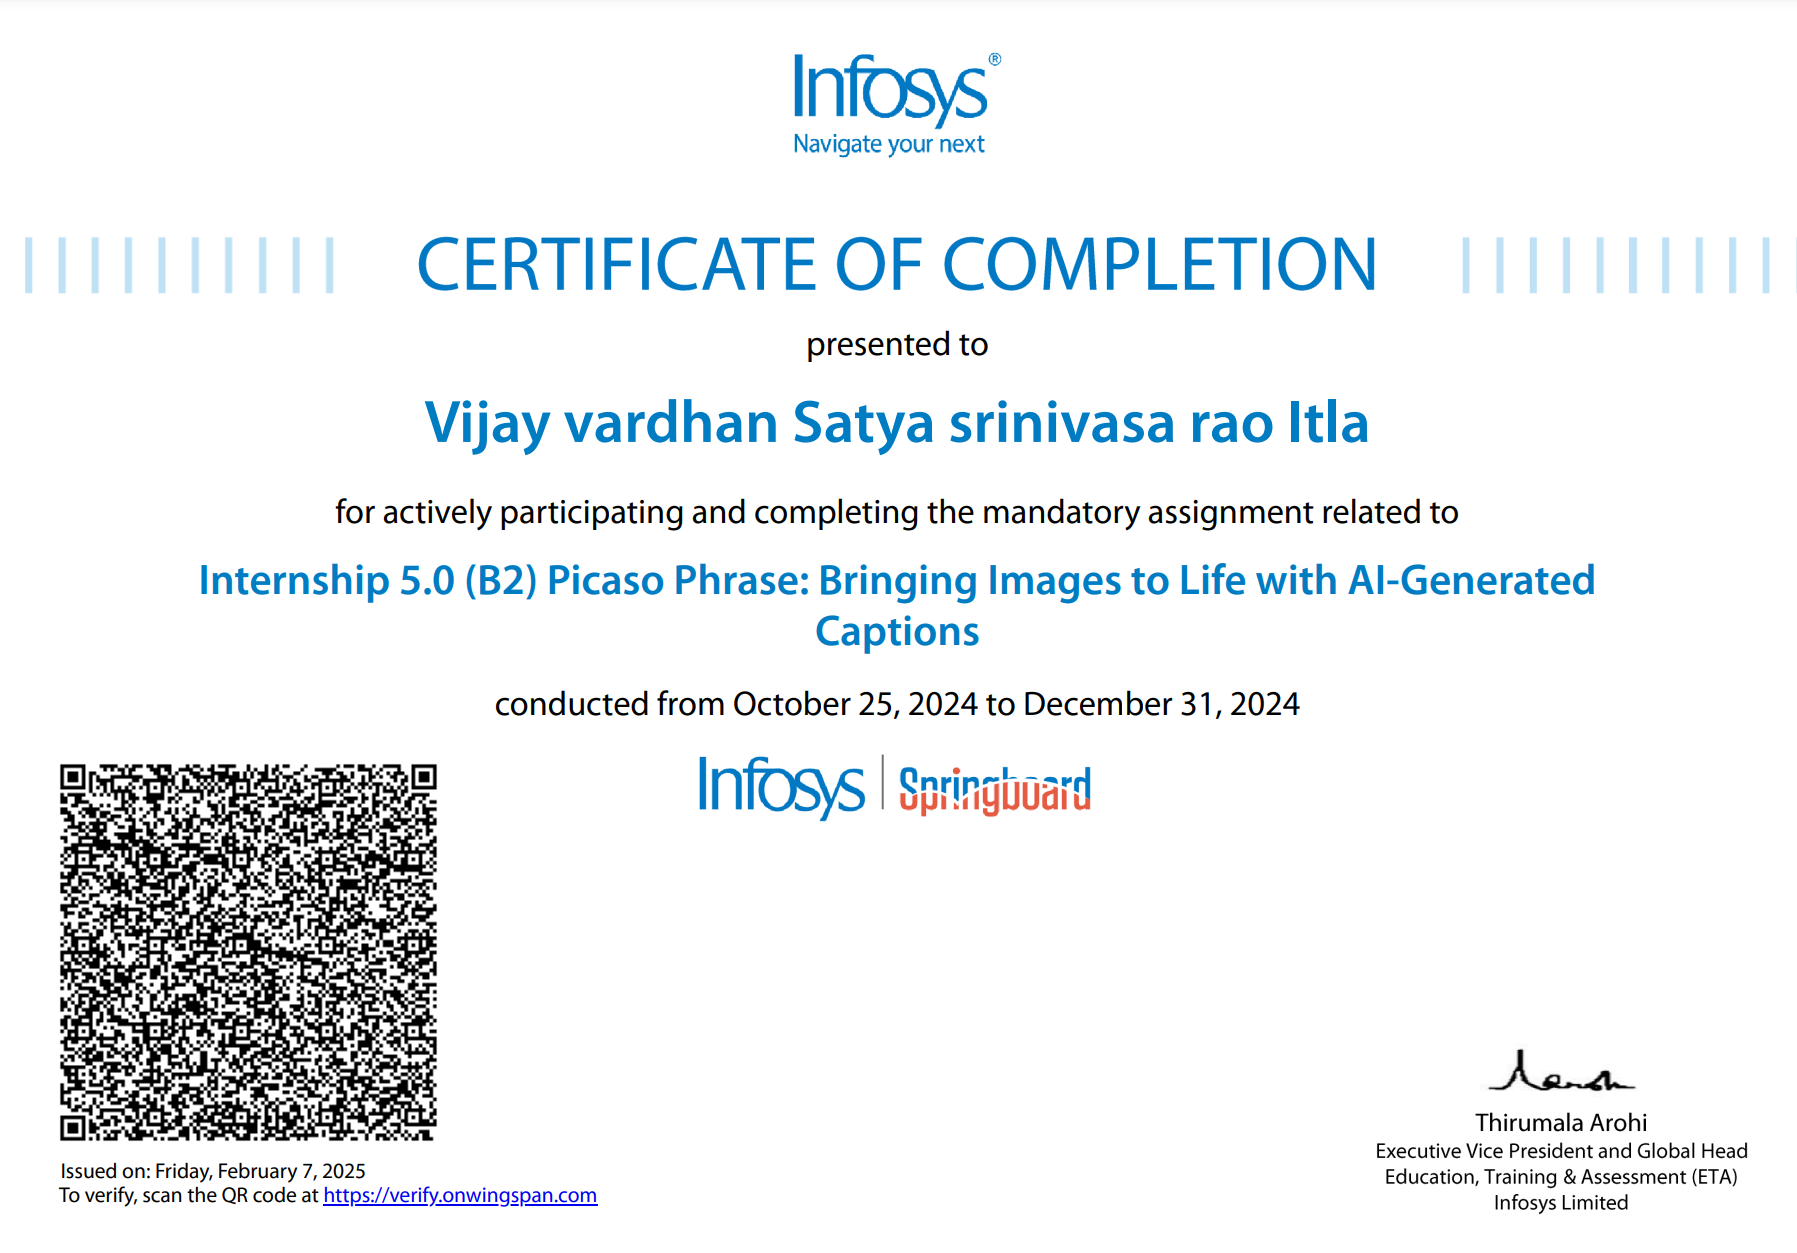 Infosys®
Navigate your next
CERTIFICATE OF COMPLETION
presented to
Vijay vardhan Satya srinivasa rao Itla
for actively participating and completing the mandatory assignment related to
Internship 5.0 (B2) Picaso Phrase: Bringing Images to Life with AI-Generated
Captions
conducted from October 25, 2024 to December 31, 2024
Infosys | Springboard
Issued on: Friday, February 7, 2025
To verify, scan the QR code at https://verify.onwingspan.com
Thirumala Arohi
Executive Vice President and Global Head
Education, Training & Assessment (ETA)
Infosys Limited